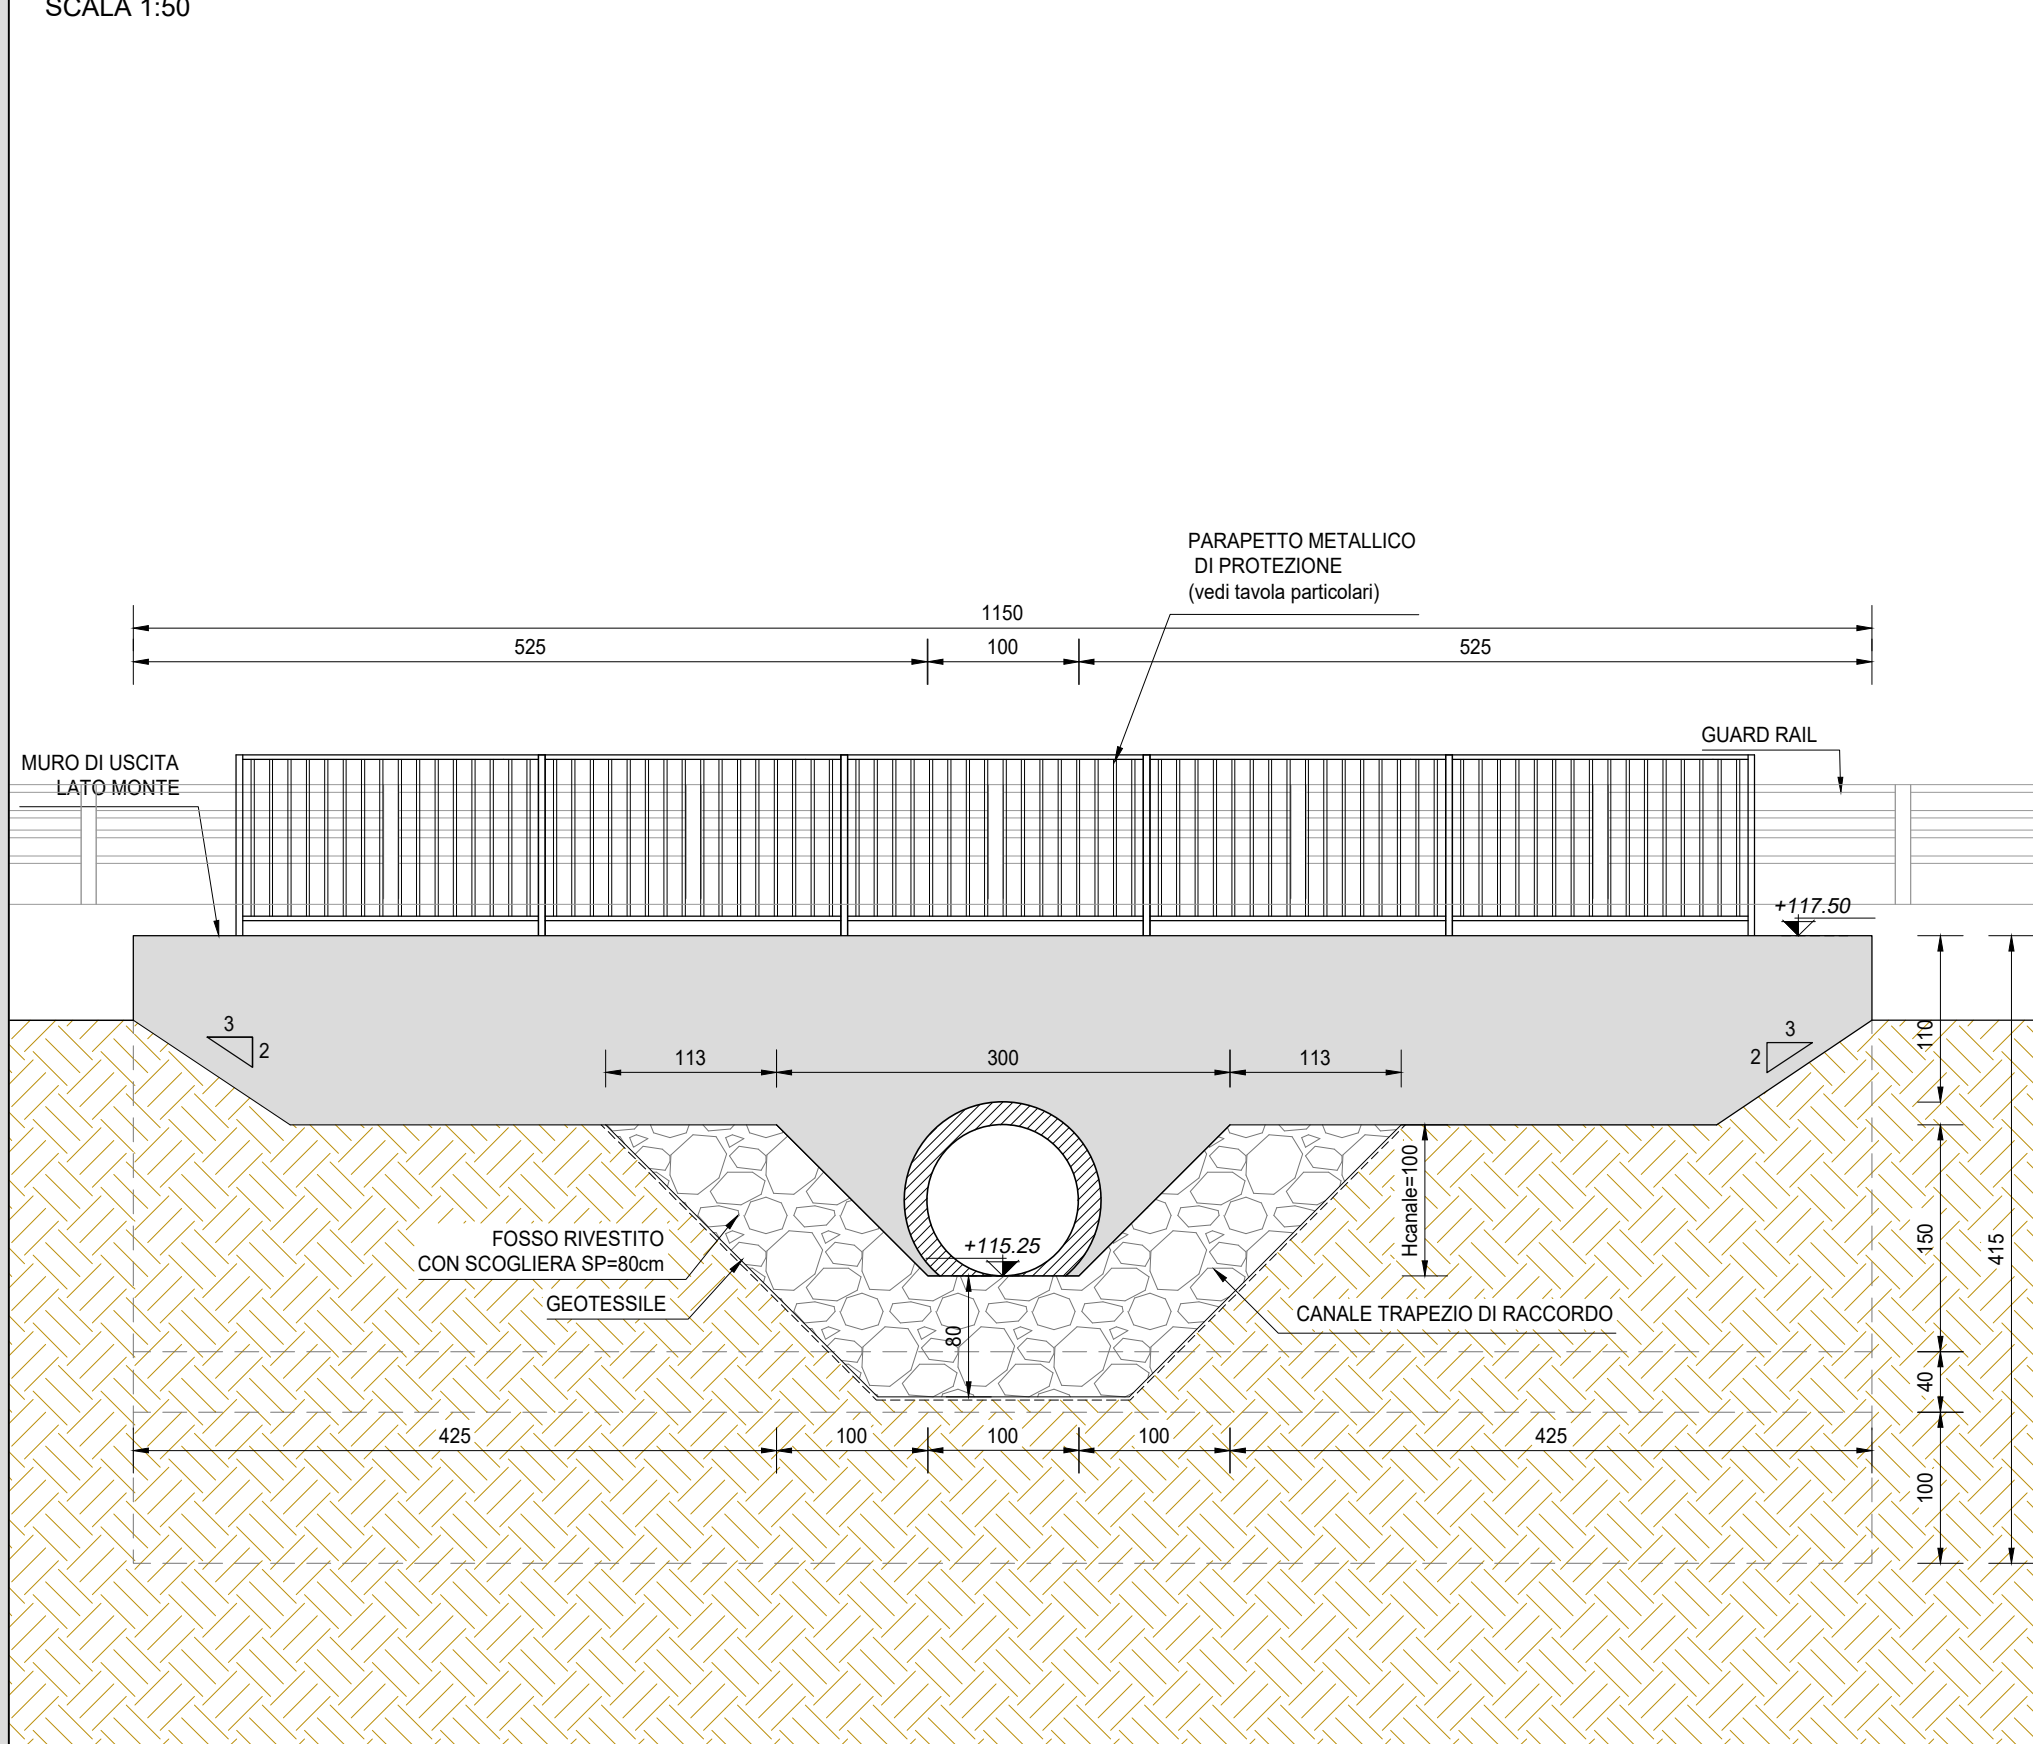 SCALA 1:50
PARAPETTO METALLICO
DI PROTEZIONE
(vedi tavola particolari)
1150
525
100
525
GUARD RAIL
MURO DI USCITA
LATO MONTE
+117.50
3
2
3
2
110
113
300
113
Hcanale=100
150
415
FOSSO RIVESTITO
CON SCOGLIERA SP=80cm
+115.25
GEOTESSILE
CANALE TRAPEZIO DI RACCORDO
80
40
425
100
100
100
425
100